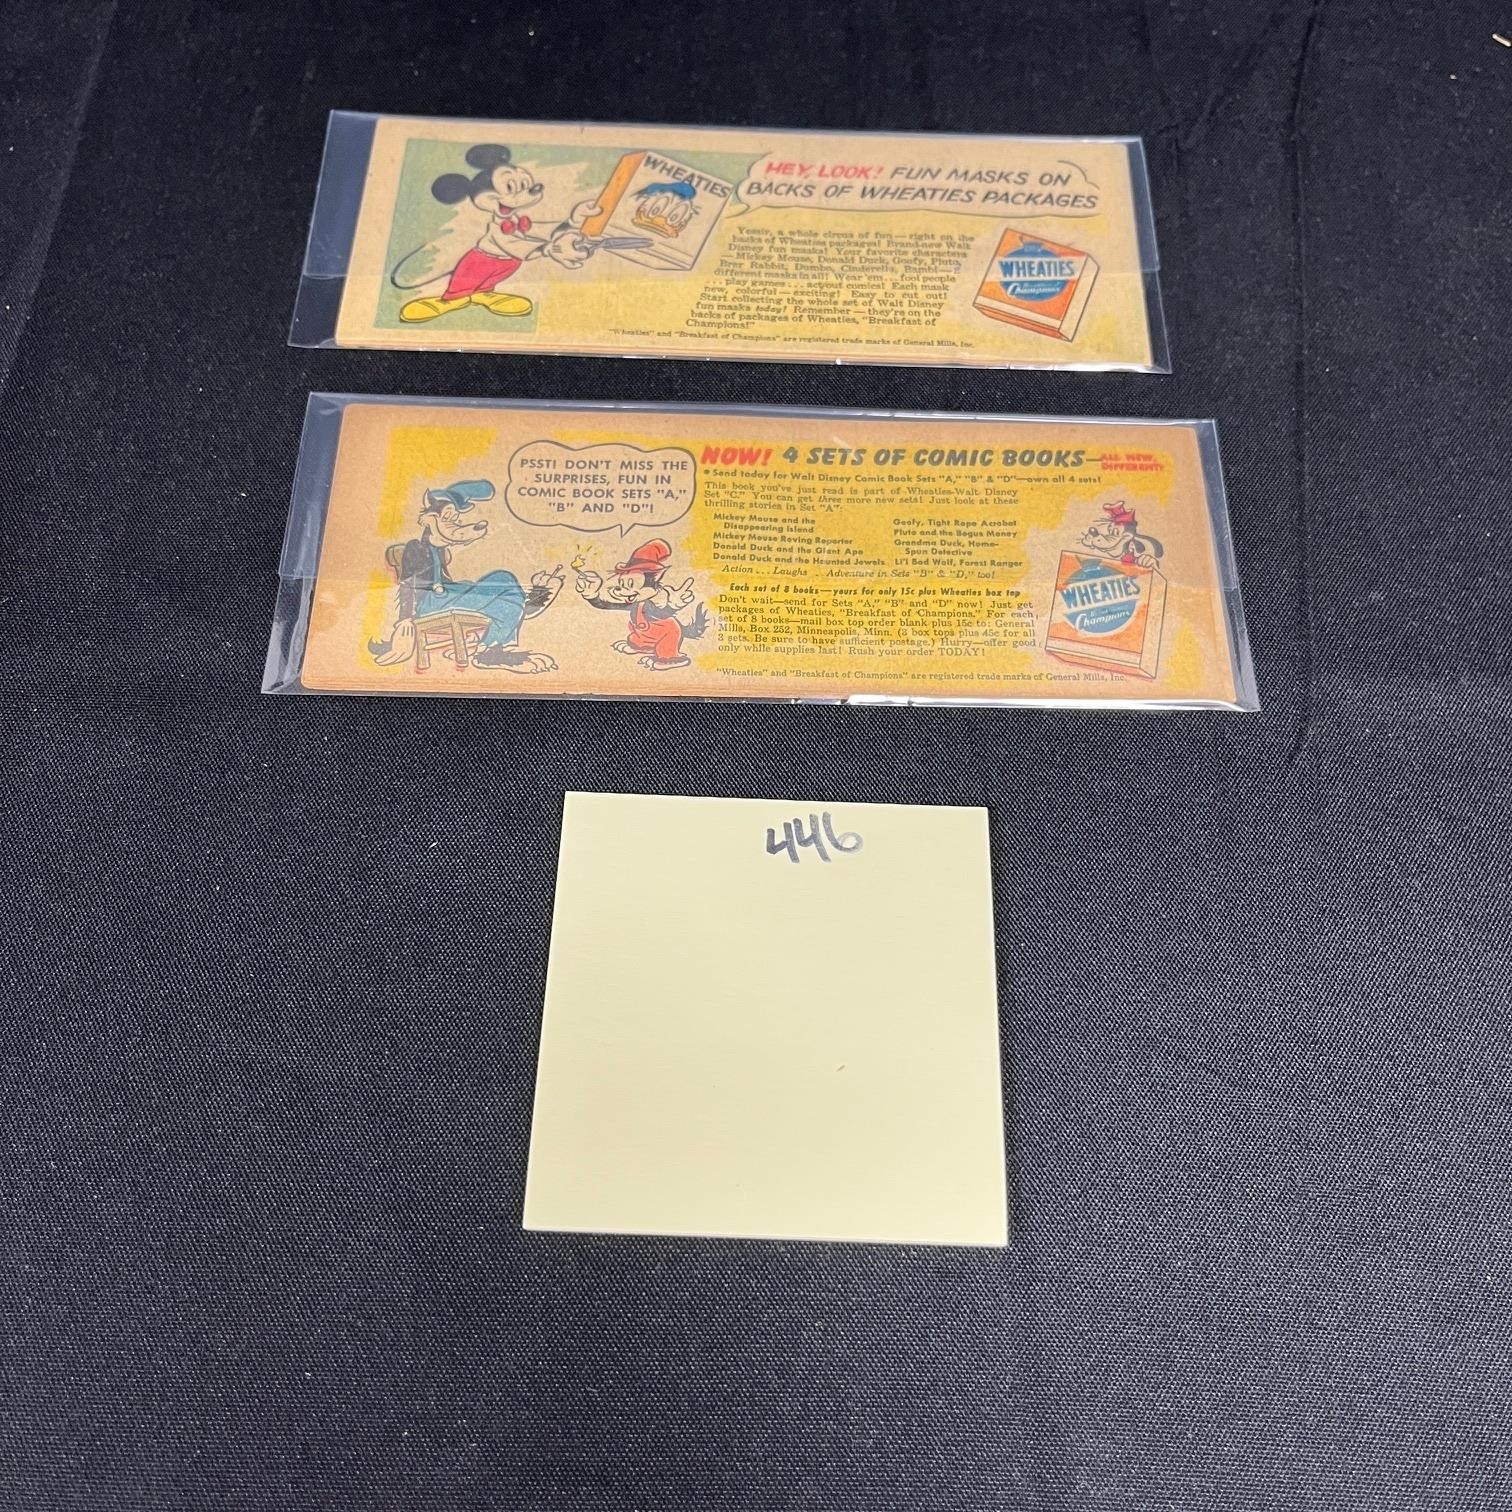 WHEATIES
HEY, LOOK! FUN MASKS ON
BACKS OF WHEATIES PACKAGES
Yessir, a whole circus of fun—right on the
backs of Wheaties packages! Brand-new Walt
Disney fun masks! Your favorite characters
—Mickey Mouse, Donald Duck, Goofy, Pluto,
Brer Rabbit, Dumbo, Cinderella, Bambi—8
different masks in all! Wear 'em... fool people
... play games... act out comics! Each mask
new, colorful—exciting! Easy to cut out!
Start collecting the whole set of Walt Disney
fun masks today! Remember—they're on the
backs of packages of Wheaties, "Breakfast of
Champions!"
"Wheaties" and "Breakfast of Champions" are registered trade marks of General Mills, Inc.
WHEATIES
Champions
PSST! DON'T MISS THE
SURPRISES, FUN IN
COMIC BOOK SETS "A,"
"B" AND "D"!
NOW! 4 SETS OF COMIC BOOKS—ALL NEW,
DIFFERENT!
• Send today for Walt Disney Comic Book Sets "A," "B" & "D"—own all 4 sets!
This book you've just read is part of Wheaties-Walt Disney
Set "C." You can get three more new sets! Just look at these
thrilling stories in Set "A":
Mickey Mouse and the
Disappearing Island
Mickey Mouse Roving Reporter
Donald Duck and the Giant Ape
Donald Duck and the Haunted Jewels
Goofy, Tight Rope Acrobat
Pluto and the Bogus Money
Grandma Duck, Home-
Spun Detective
Li'l Bad Wolf, Forest Ranger
Action... Laughs... Adventure in Sets "B" & "D," too!
Each set of 8 books—yours for only 15c plus Wheaties box top
Don't wait—send for Sets "A," "B" and "D" now! Just get
packages of Wheaties, "Breakfast of Champions." For each
set of 8 books—mail box top order blank plus 15c to: General
Mills, Box 252, Minneapolis, Minn. (3 box tops plus 45c for all
3 sets. Be sure to have sufficient postage.) Hurry—offer good
only while supplies last! Rush your order TODAY!
"Wheaties" and "Breakfast of Champions" are registered trade marks of General Mills, Inc.
WHEATIES
Champions
446